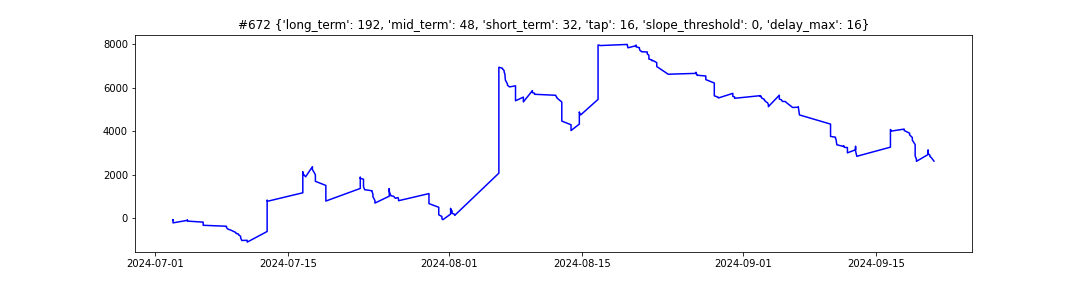 #672 {'long_term': 192, 'mid_term': 48, 'short_term': 32, 'tap': 16, 'slope_threshold': 0, 'delay_max': 16}
8000
6000
4000
2000
0
2024-07-01 2024-07-15 2024-08-01 2024-08-15 2024-09-01 2024-09-15